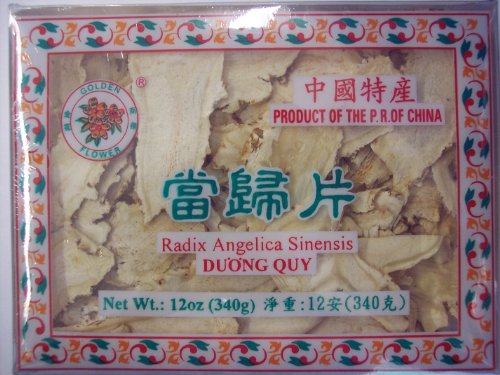 GOLDEN
FLOWER
®
中國特産
PRODUCT OF THE P.R.OF CHINA
當歸片
Radix Angelica Sinensis
DƯƠNG QUY
Net Wt.: 12oz (340g) 淨重:12安(340克)